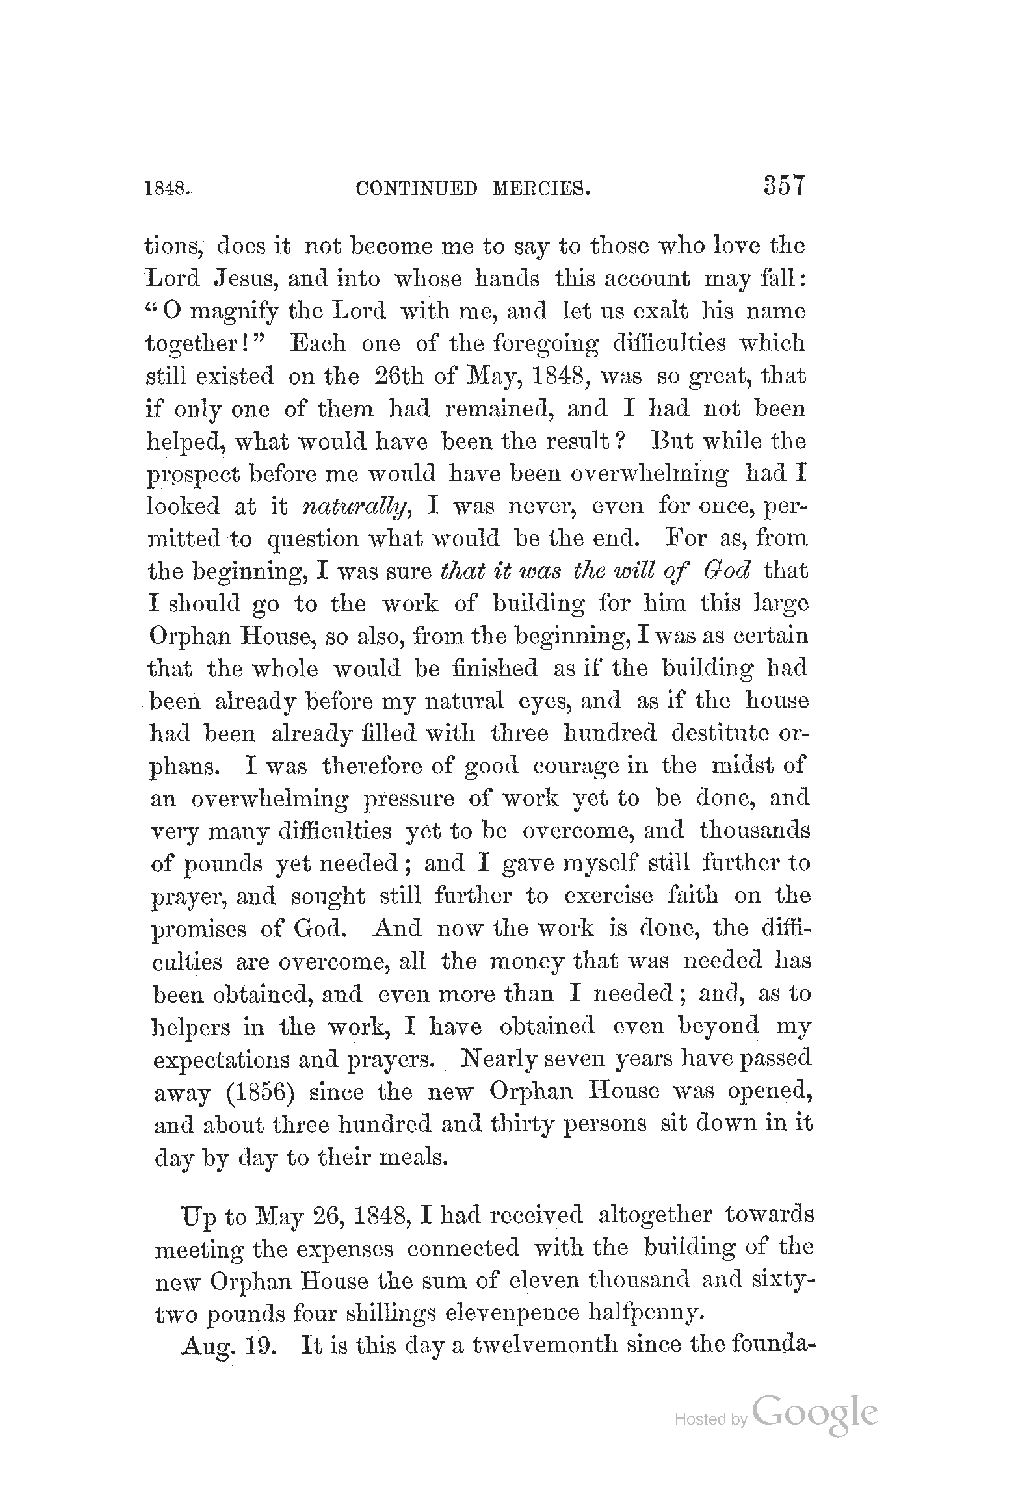 1848. CONTINUED MERCIES. 357
tions, does it not become me to say to those who love the
Lord Jesus, and into whose hands this account may fall:
“O magnify the Lord with me, and let us exalt his name
together!” Each one of the foregoing difficulties which
still existed on the 26th of May, 1848, was so great, that
if only one of them had remained, and I had not been
helped, what would have been the result? But while the
prospect before me would have been overwhelming had I
looked at it naturally, I was never, even for once, per-
mitted to question what would be the end. For as, from
the beginning, I was sure that it was the will of God that
I should go to the work of building for him this large
Orphan House, so also, from the beginning, I was as certain
that the whole would be finished as if the building had
been already before my natural eyes, and as if the house
had been already filled with three hundred destitute or-
phans. I was therefore of good courage in the midst of
an overwhelming pressure of work yet to be done, and
very many difficulties yet to be overcome, and thousands
of pounds yet needed; and I gave myself still further to
prayer, and sought still further to exercise faith on the
promises of God. And now the work is done, the diffi-
culties are overcome, all the money that was needed has
been obtained, and even more than I needed; and, as to
helpers in the work, I have obtained even beyond my
expectations and prayers. Nearly seven years have passed
away (1856) since the new Orphan House was opened,
and about three hundred and thirty persons sit down in it
day by day to their meals.
Up to May 26, 1848, I had received altogether towards
meeting the expenses connected with the building of the
new Orphan House the sum of eleven thousand and sixty-
two pounds four shillings elevenpence halfpenny.
Aug. 19. It is this day a twelvemonth since the founda-
Hosted by Google